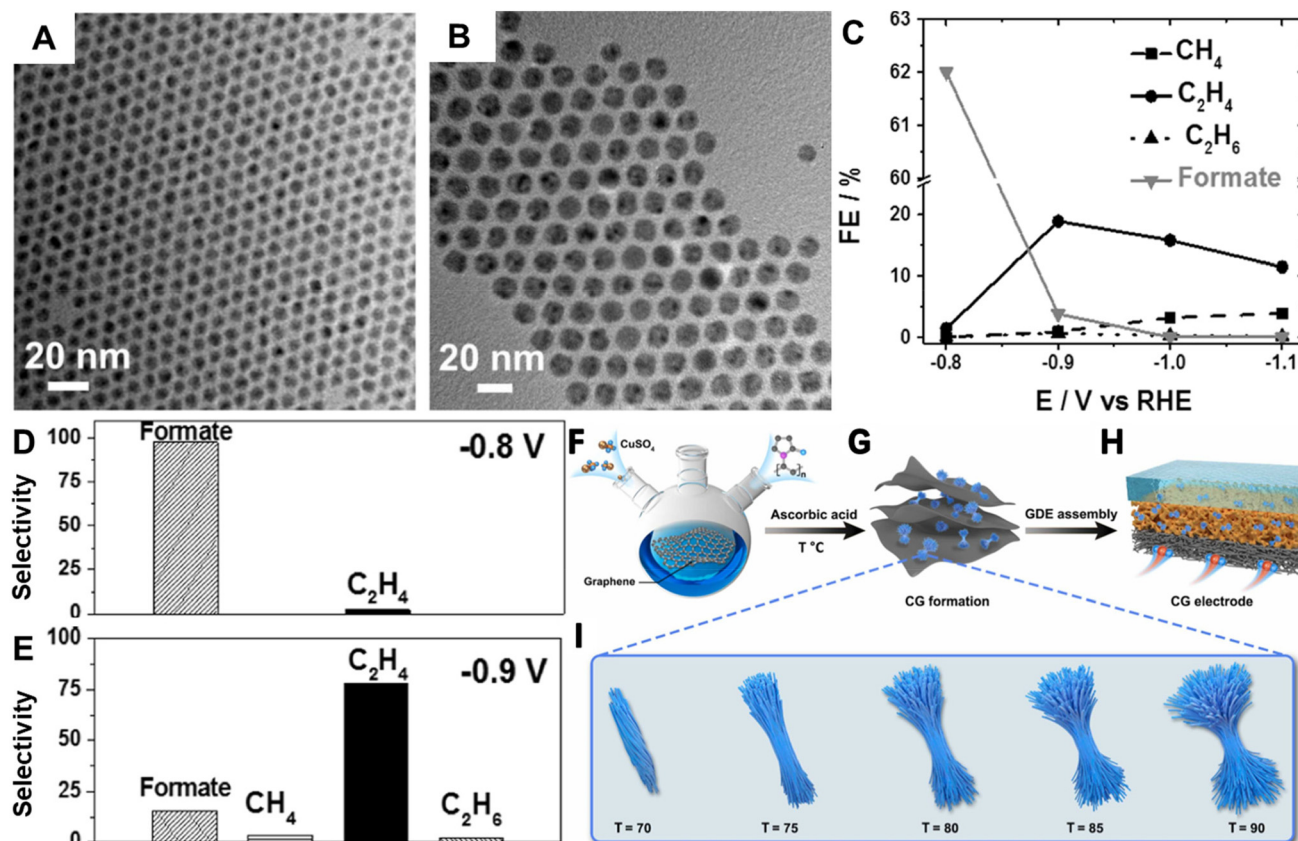 A
20 nm
B
20 nm
C
63
62
61
60
20
10
0
FE / %
CH4
C2H4
C2H6
Formate
-0.8
-0.9
-1.0
-1.1
E / V vs RHE
D
100
75
50
25
0
Selectivity
Formate
C2H4
-0.8 V
E
100
75
50
25
0
Selectivity
Formate
CH4
C2H4
C2H6
-0.9 V
F
CuSO4
n
Graphene
Ascorbic acid
T °C
G
CG formation
GDE assembly
H
CG electrode
I
T = 70
T = 75
T = 80
T = 85
T = 90